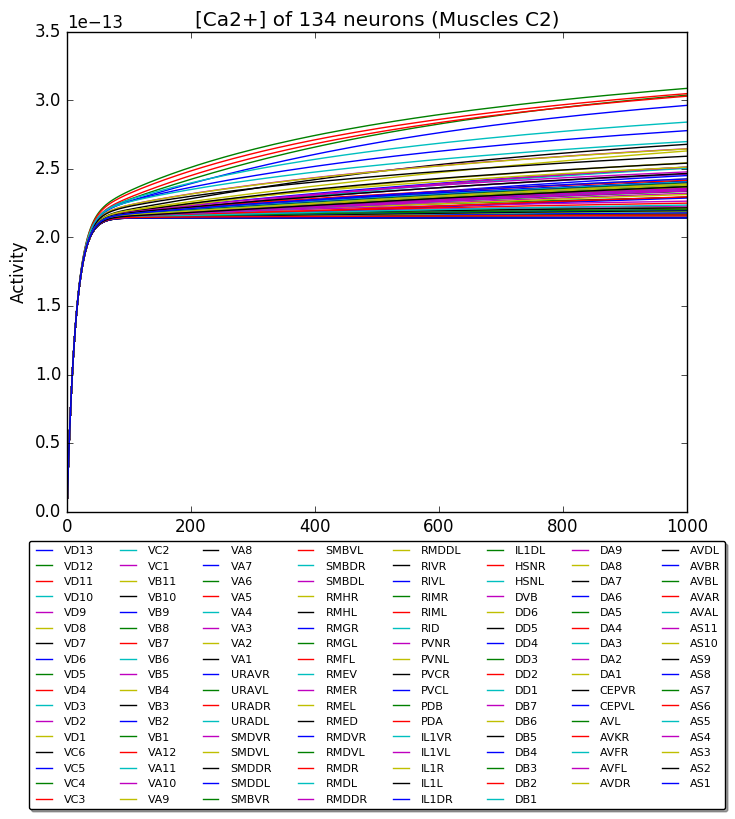 [Ca2+] of 134 neurons (Muscles C2)
1e−13
3.5
3.0
2.5
2.0
1.5
1.0
0.5
0.0
Activity
0 200 400 600 800 1000
VD13 VC2 VA8 SMBVL RMDDL IL1DL DA9 AVDL
VD12 VC1 VA7 SMBDR RIVR HSNR DA8 AVBR
VD11 VB11 VA6 SMBDL RIVL HSNL DA7 AVBL
VD10 VB10 VA5 RMHR RIMR DVB DA6 AVAR
VD9 VB9 VA4 RMHL RIML DD6 DA5 AVAL
VD8 VB8 VA3 RMGR RID DD5 DA4 AS11
VD7 VB7 VA2 RMGL PVNR DD4 DA3 AS10
VD6 VB6 VA1 RMFL PVNL DD3 DA2 AS9
VD5 VB5 URAVR RMEV PVCR DD2 DA1 AS8
VD4 VB4 URAVL RMER PVCL DD1 CEPVR AS7
VD3 VB3 URADR RMEL PDB DB7 CEPVL AS6
VD2 VB2 URADL RMED PDA DB6 AVL AS5
VD1 VB1 SMDVR RMDVR IL1VR DB5 AVKR AS4
VC6 VA12 SMDVL RMDVL IL1VL DB4 AVFR AS3
VC5 VA11 SMDDR RMDR IL1R DB3 AVFL AS2
VC4 VA10 SMDDL RMDL IL1L DB2 AVDR AS1
VC3 VA9 SMBVR RMDDR IL1DR DB1